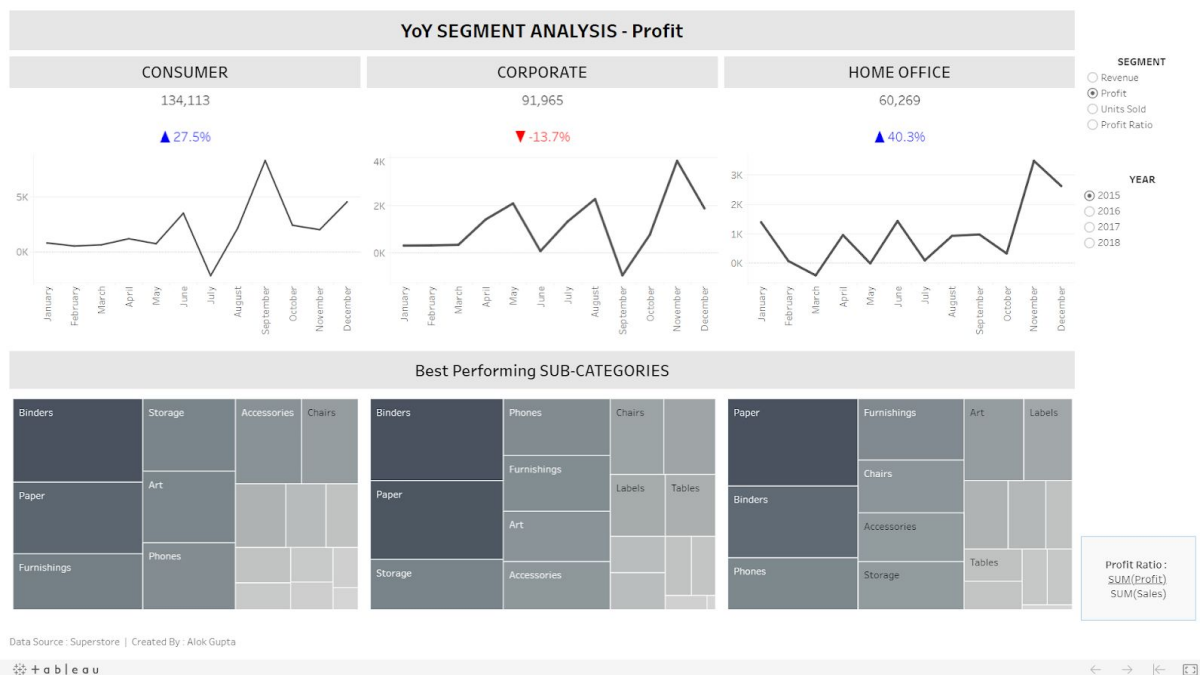 YoY SEGMENT ANALYSIS - Profit
CONSUMER
CORPORATE
HOME OFFICE
134,113
91,965
60,269
▲ 27.5%
▼ -13.7%
▲ 40.3%
5K
0K
January
February
March
April
May
June
July
August
September
October
November
December
4K
2K
0K
January
February
March
April
May
June
July
August
September
October
November
December
3K
2K
1K
0K
January
February
March
April
May
June
July
August
September
October
November
December
SEGMENT
Revenue
Profit
Units Sold
Profit Ratio
YEAR
2015
2016
2017
2018
Best Performing SUB-CATEGORIES
Binders
Paper
Furnishings
Storage
Art
Phones
Accessories
Chairs
Binders
Paper
Storage
Phones
Furnishings
Art
Accessories
Chairs
Labels
Tables
Paper
Binders
Phones
Furnishings
Chairs
Accessories
Storage
Art
Labels
Tables
Profit Ratio :
SUM(Profit)
SUM(Sales)
Data Source : Superstore | Created By : Alok Gupta
+ a b | e a u